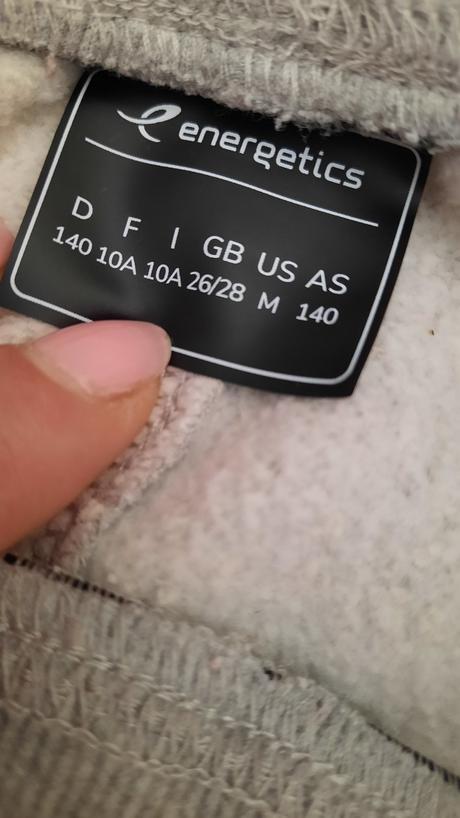 energetics
D F I GB US AS
140 10A 10A 26/28 M 140